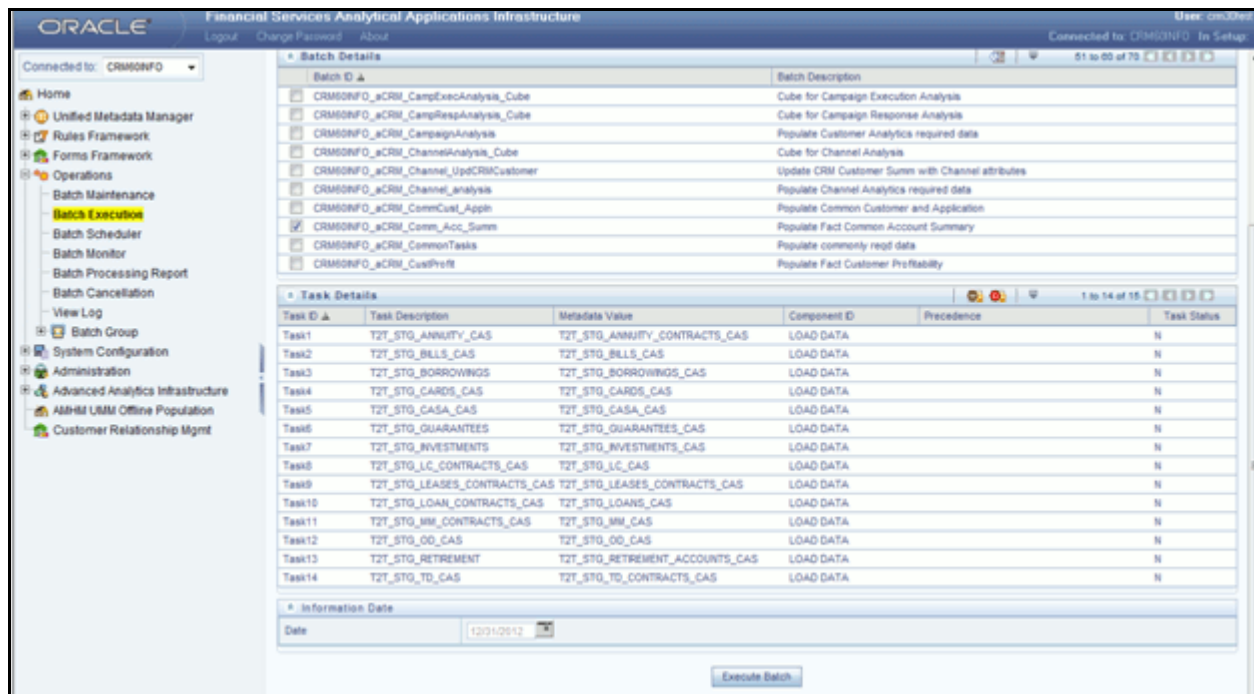 ORACLE
Financial Services Analytical Applications Infrastructure
User:
Logout Change Password About
Connected to: CRM60INFO In Setup:
Connected to: CRM60INFO
Home
Unified Metadata Manager
Rules Framework
Forms Framework
Operations
Batch Maintenance
Batch Execution
Batch Scheduler
Batch Monitor
Batch Processing Report
Batch Cancellation
View Log
Batch Group
System Configuration
Administration
Advanced Analytics Infrastructure
AMHM UMM Offline Population
Customer Relationship Mgmt
Batch Details
51 to 60 of 70
Batch ID Batch Description
CRM60INFO_aCRM_CampExecAnalysis_Cube Cube for Campaign Execution Analysis
CRM60INFO_aCRM_CampRespAnalysis_Cube Cube for Campaign Response Analysis
CRM60INFO_aCRM_CampaignAnalysis Populate Customer Analytics required data
CRM60INFO_aCRM_ChannelAnalysis_Cube Cube for Channel Analysis
CRM60INFO_aCRM_Channel_UpdCRMCustomer Update CRM Customer Summ with Channel attributes
CRM60INFO_aCRM_Channel_analysis Populate Channel Analytics required data
CRM60INFO_aCRM_CommCust_Appln Populate Common Customer and Application
CRM60INFO_aCRM_Comm_Acc_Summ Populate Fact Common Account Summary
CRM60INFO_aCRM_CommonTasks Populate commonly reqd data
CRM60INFO_aCRM_CustProfit Populate Fact Customer Profitability
Task Details
1 to 14 of 15
Task ID Task Description Metadata Value Component ID Precedence Task Status
Task1 T2T_STG_ANNUITY_CAS T2T_STG_ANNUITY_CONTRACTS_CAS LOAD DATA N
Task2 T2T_STG_BILLS_CAS T2T_STG_BILLS_CAS LOAD DATA N
Task3 T2T_STG_BORROWINGS T2T_STG_BORROWINGS_CAS LOAD DATA N
Task4 T2T_STG_CARDS_CAS T2T_STG_CARDS_CAS LOAD DATA N
Task5 T2T_STG_CASA_CAS T2T_STG_CASA_CAS LOAD DATA N
Task6 T2T_STG_GUARANTEES T2T_STG_GUARANTEES_CAS LOAD DATA N
Task7 T2T_STG_INVESTMENTS T2T_STG_INVESTMENTS_CAS LOAD DATA N
Task8 T2T_STG_LC_CONTRACTS_CAS T2T_STG_LC_CAS LOAD DATA N
Task9 T2T_STG_LEASES_CONTRACTS_CAS T2T_STG_LEASES_CONTRACTS_CAS LOAD DATA N
Task10 T2T_STG_LOAN_CONTRACTS_CAS T2T_STG_LOANS_CAS LOAD DATA N
Task11 T2T_STG_MM_CONTRACTS_CAS T2T_STG_MM_CAS LOAD DATA N
Task12 T2T_STG_OD_CAS T2T_STG_OD_CAS LOAD DATA N
Task13 T2T_STG_RETIREMENT T2T_STG_RETIREMENT_ACCOUNTS_CAS LOAD DATA N
Task14 T2T_STG_TD_CAS T2T_STG_TD_CONTRACTS_CAS LOAD DATA N
Information Date
Date 12/31/2012
Execute Batch